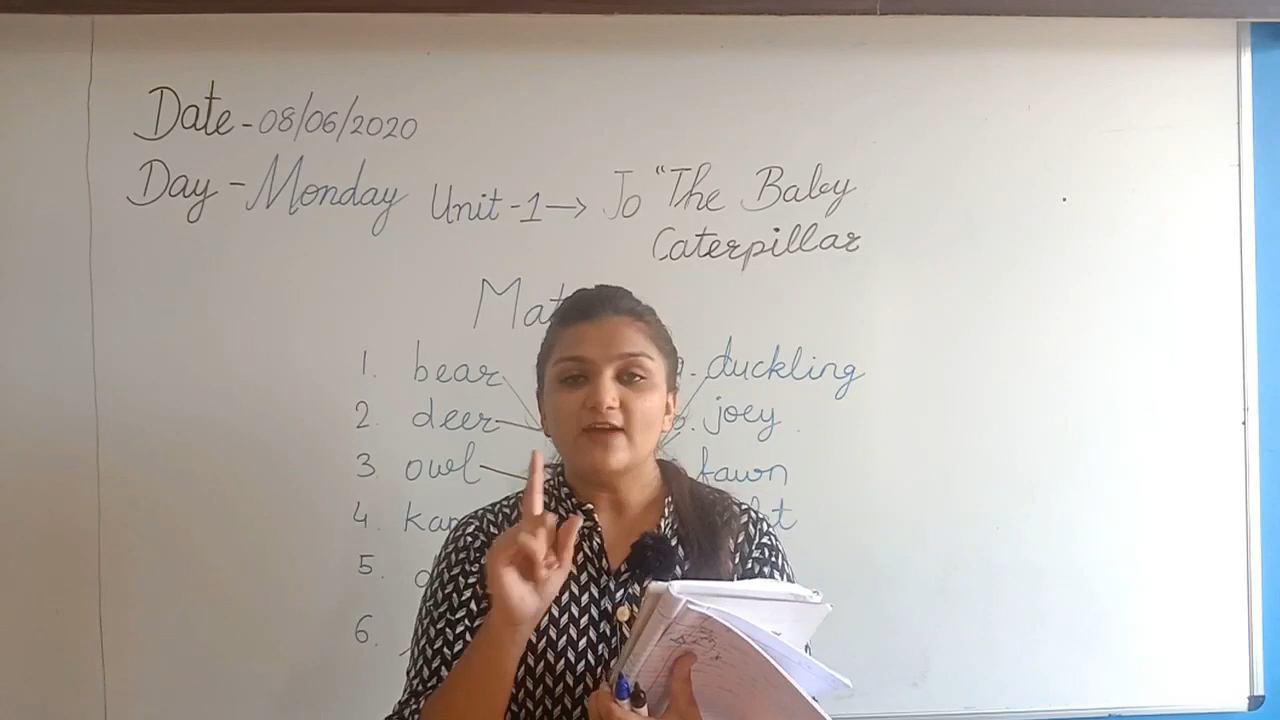 Date - 08/06/2020
Day - Monday
Unit -1 → Jo "The Baby
Caterpillar
1. bear
duckling
2. deer
joey
3 owl
fawn
4.
5.
6.